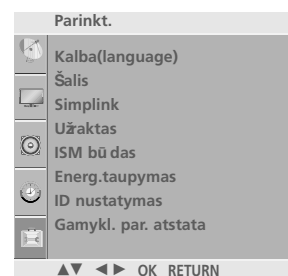 Parinkt.
Kalba(language)
Šalis
Simplink
Užraktas
ISM bū das
Energ.taupymas
ID nustatymas
Gamykl. par. atstata
▲▼ ◄► OK RETURN